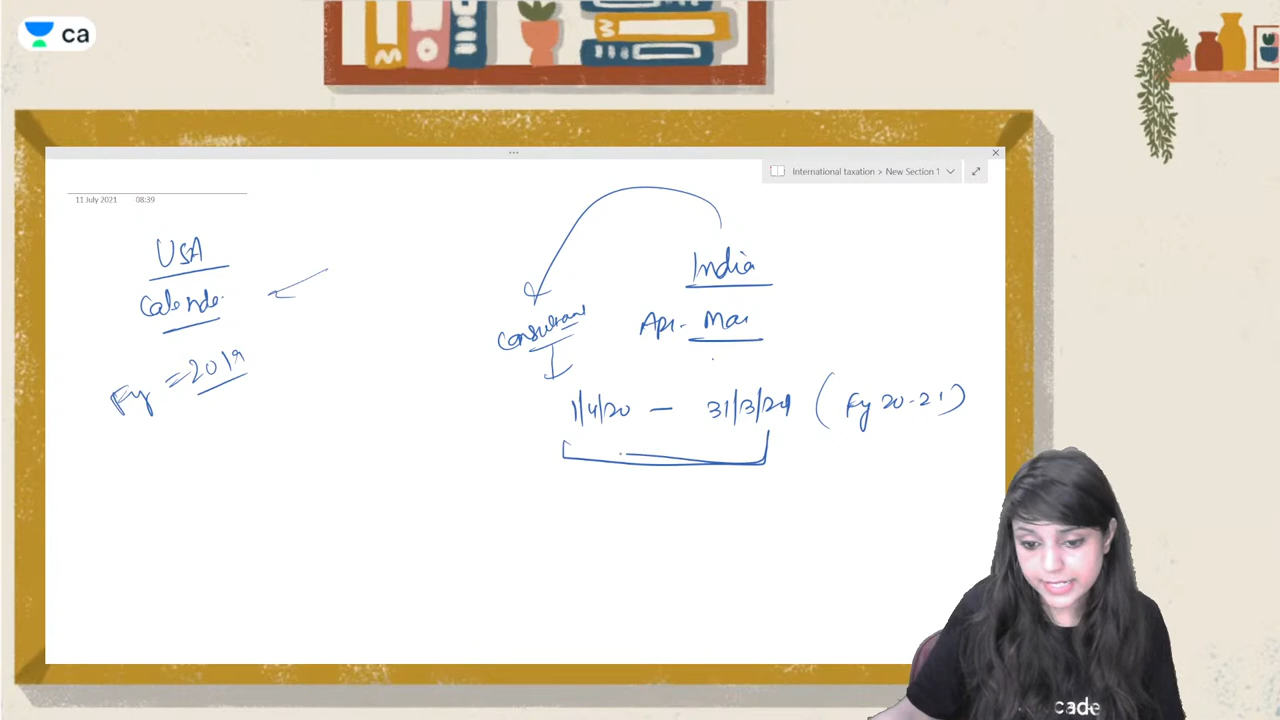 ca
International taxation > New Section 1
11 July 2021 08:39
USA
Calender
Fy = 2019
India
Apr - Mar
Consultant
1/4/20 — 31/3/21 (Fy 20-21)
cade